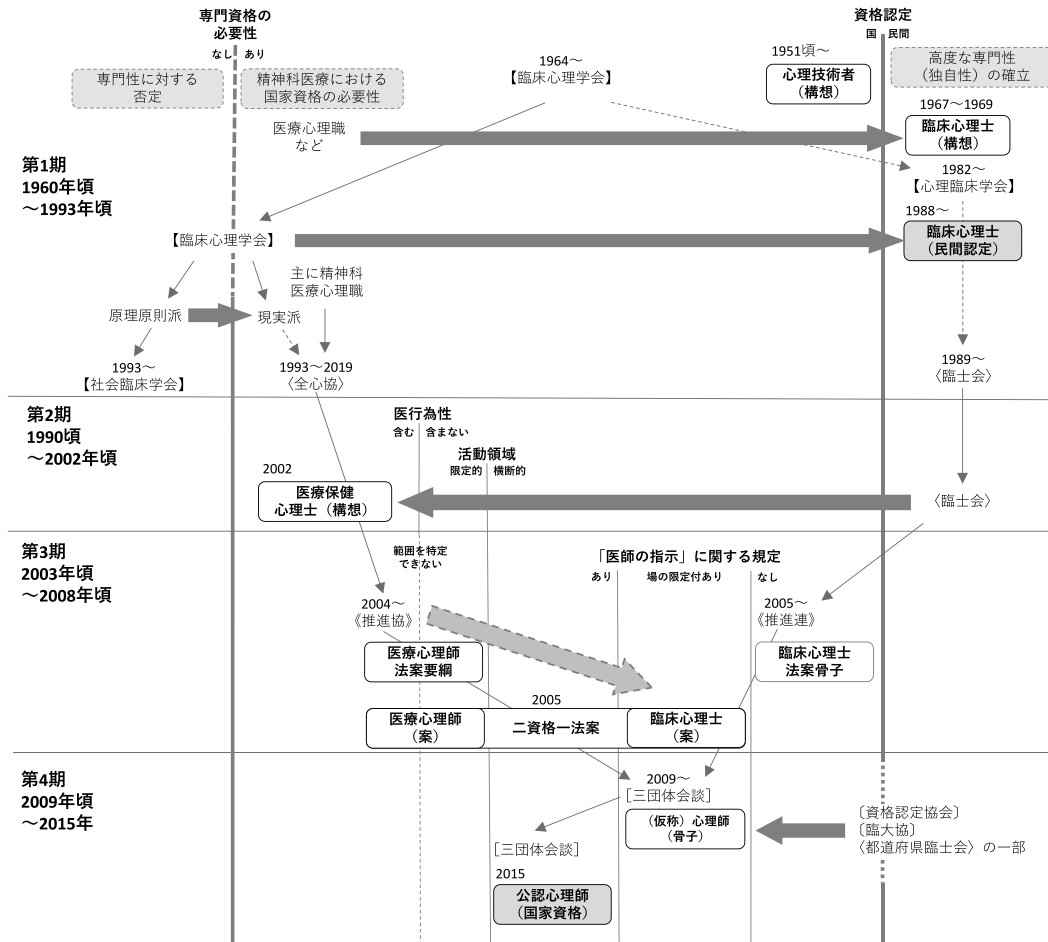 専門資格の
必要性
なし
あり
資格認定
国
民間
専門性に対する
否定
精神科医療における
国家資格の必要性
1964～
【臨床心理学会】
1951頃～
心理技術者
（構想）
高度な専門性
（独自性）の確立
第1期
1960年頃
～1993年頃
医療心理職
など
1967～1969
臨床心理士
（構想）
1982～
【心理臨床学会】
【臨床心理学会】
1988～
臨床心理士
（民間認定）
主に精神科
医療心理職
原理原則派
現実派
1993～
【社会臨床学会】
1993～2019
〈全心協〉
1989～
〈臨士会〉
第2期
1990頃
～2002年頃
医行為性
含む
含まない
活動領域
限定的
横断的
2002
医療保健
心理士（構想）
〈臨士会〉
第3期
2003年頃
～2008年頃
範囲を特定
できない
「医師の指示」に関する規定
あり
場の限定付あり
なし
2004～
《推進協》
2005～
《推進連》
医療心理師
法案要綱
臨床心理士
法案骨子
2005
医療心理師
（案）
二資格一法案
臨床心理士
（案）
第4期
2009年頃
～2015年
2009～
［三団体会談］
（仮称）心理師
（骨子）
〔資格認定協会〕
〔臨大協〕
〈都道府県臨士会〉の一部
［三団体会談］
2015
公認心理師
（国家資格）